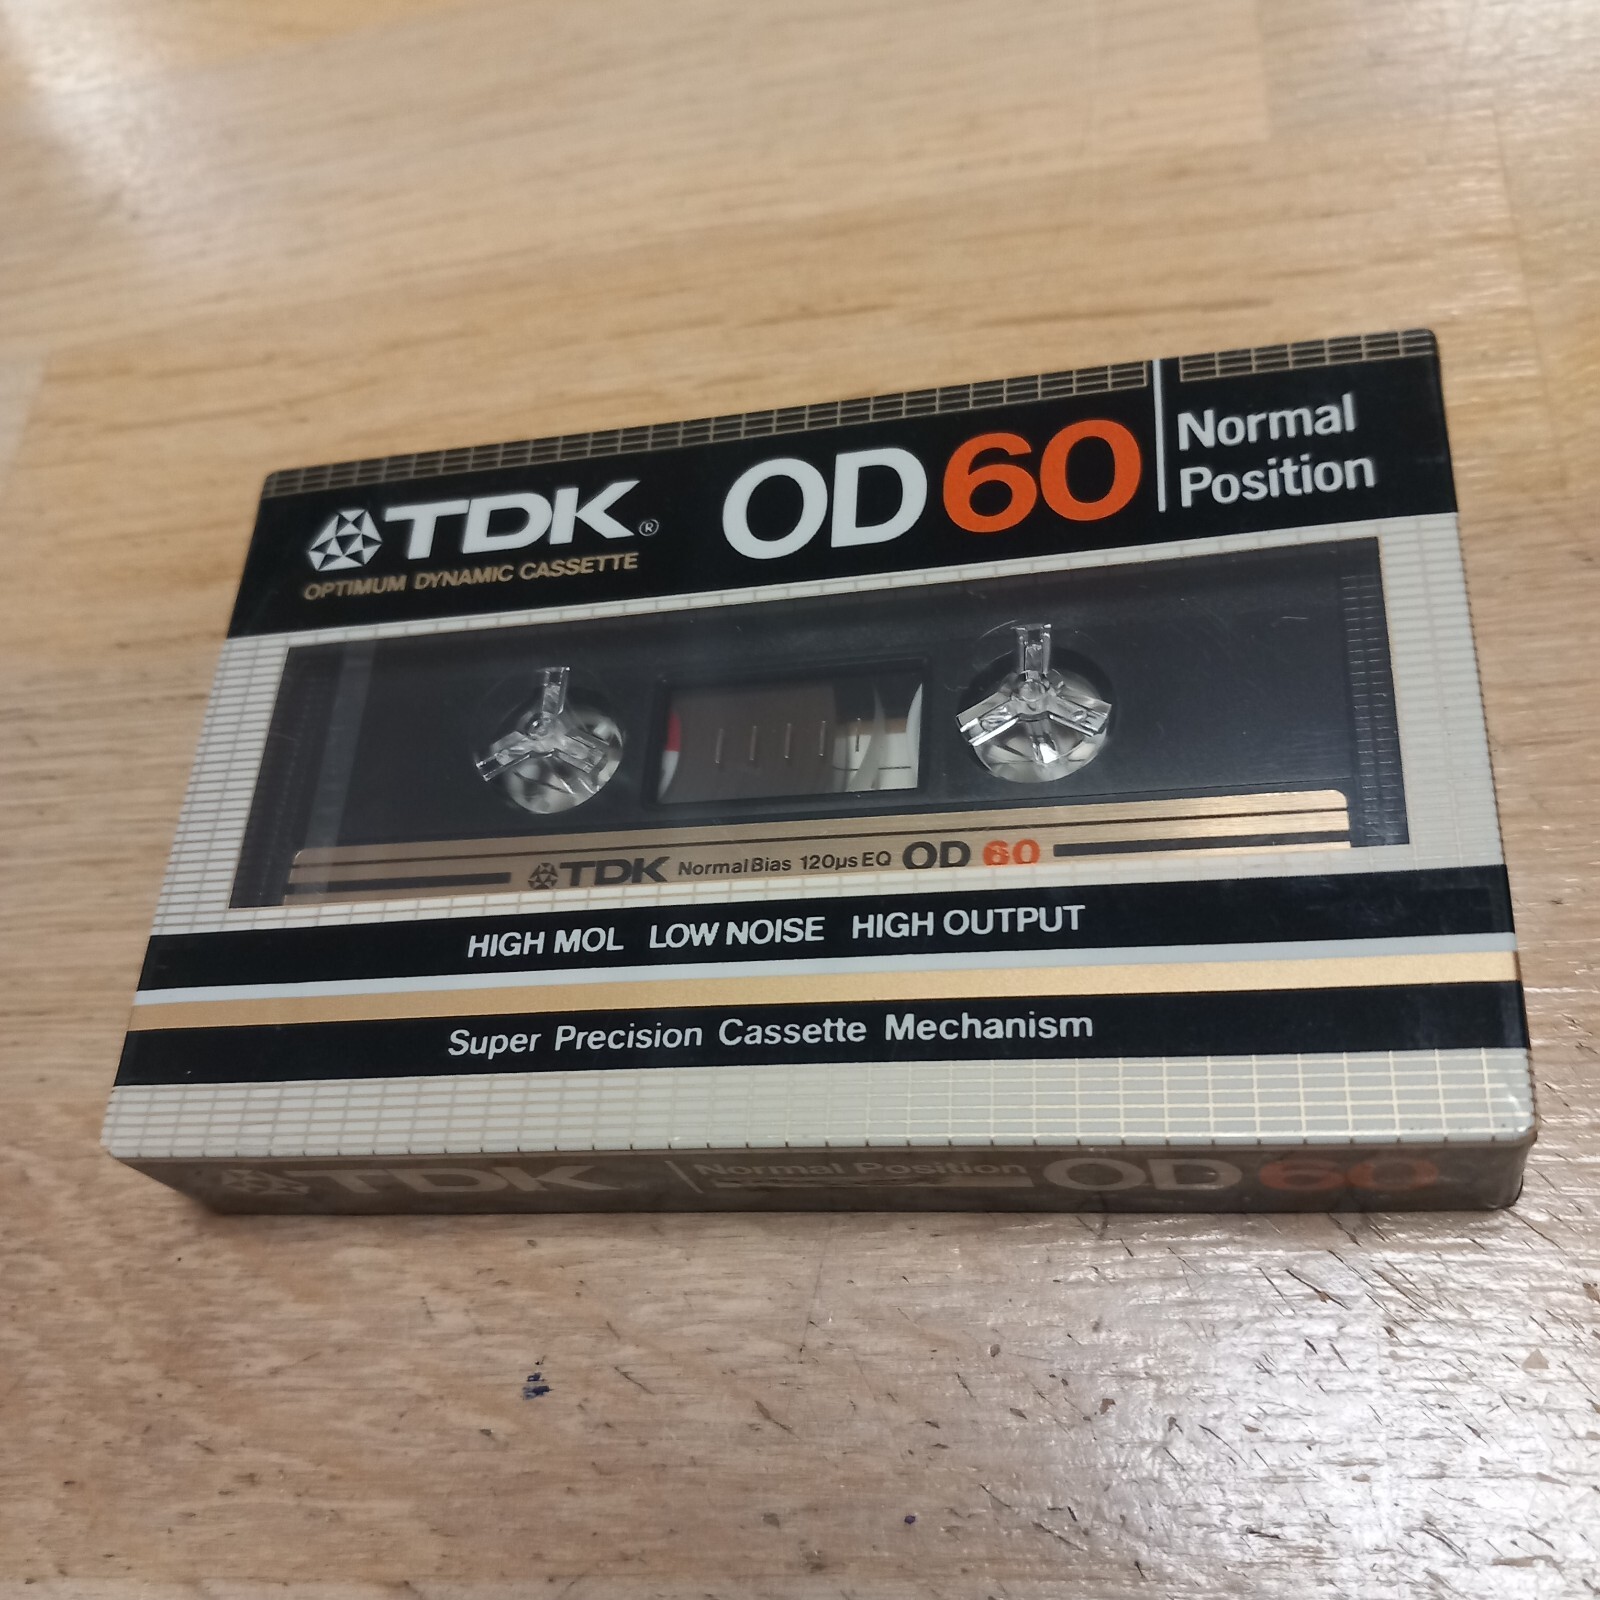 TDK®
OPTIMUM DYNAMIC CASSETTE
OD60
Normal
Position
TDK Normal Bias 120µs EQ OD 60
HIGH MOL LOW NOISE HIGH OUTPUT
Super Precision Cassette Mechanism
TDK Normal Position OD60